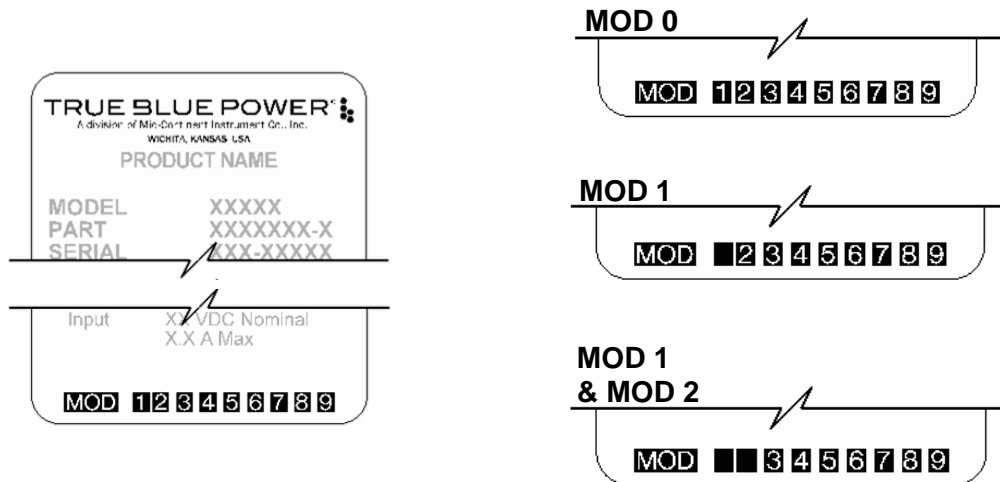 TRUE BLUE POWER®
A division of Mid-Continent Instrument Co., Inc.
WICHITA, KANSAS USA
PRODUCT NAME
MODEL XXXXX
PART XXXXXXX-X
SERIAL XXX-XXXXX
Input XX VDC Nominal
X.X A Max
MOD 1 2 3 4 5 6 7 8 9
MOD 0
MOD 1 2 3 4 5 6 7 8 9
MOD 1
MOD 2 3 4 5 6 7 8 9
MOD 1
& MOD 2
MOD 3 4 5 6 7 8 9